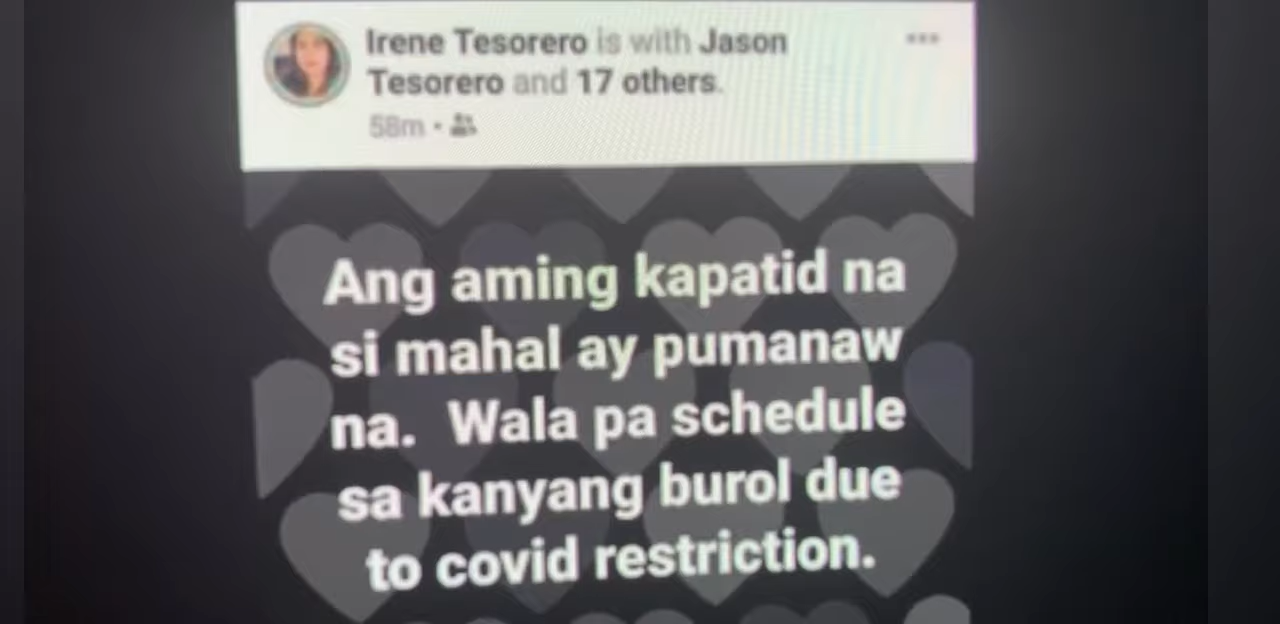 Irene Tesorero is with Jason
Tesorero and 17 others.
58m •
Ang aming kapatid na
si mahal ay pumanaw
na. Wala pa schedule
sa kanyang burol due
to covid restriction.